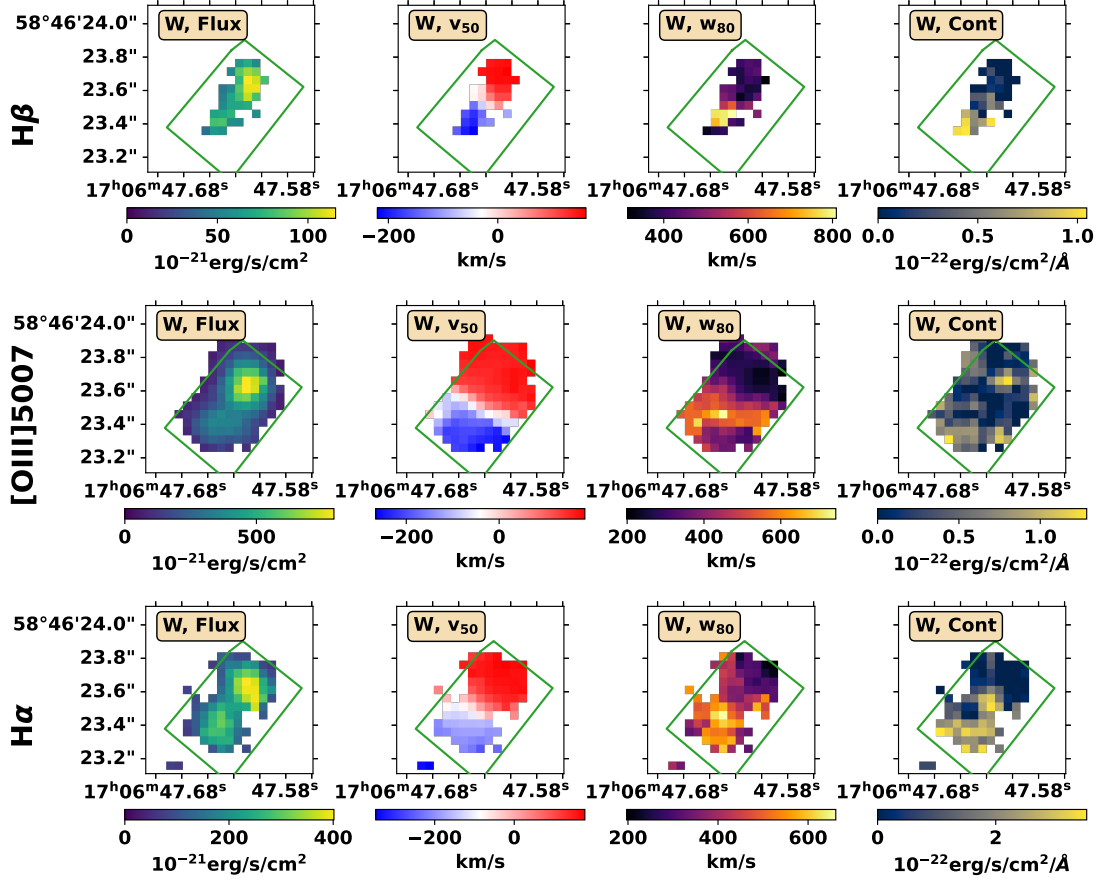 Hβ
W, Flux
W, v₅₀
W, w₈₀
W, Cont
58°46'24.0"
23.8"
23.6"
23.4"
23.2"
17ʰ06ᵐ47.68ˢ 47.58ˢ
17ʰ06ᵐ47.68ˢ 47.58ˢ
17ʰ06ᵐ47.68ˢ 47.58ˢ
17ʰ06ᵐ47.68ˢ 47.58ˢ
0 50 100
−200 0
400 600 800
0.0 0.5 1.0
10⁻²¹erg/s/cm²
km/s
km/s
10⁻²²erg/s/cm²/Å
[OIII]5007
W, Flux
W, v₅₀
W, w₈₀
W, Cont
58°46'24.0"
23.8"
23.6"
23.4"
23.2"
17ʰ06ᵐ47.68ˢ 47.58ˢ
17ʰ06ᵐ47.68ˢ 47.58ˢ
17ʰ06ᵐ47.68ˢ 47.58ˢ
17ʰ06ᵐ47.68ˢ 47.58ˢ
0 500
−200 0
200 400 600
0.0 0.5 1.0
10⁻²¹erg/s/cm²
km/s
km/s
10⁻²²erg/s/cm²/Å
Hα
W, Flux
W, v₅₀
W, w₈₀
W, Cont
58°46'24.0"
23.8"
23.6"
23.4"
23.2"
17ʰ06ᵐ47.68ˢ 47.58ˢ
17ʰ06ᵐ47.68ˢ 47.58ˢ
17ʰ06ᵐ47.68ˢ 47.58ˢ
17ʰ06ᵐ47.68ˢ 47.58ˢ
0 200 400
−200 0
200 400 600
0 2
10⁻²¹erg/s/cm²
km/s
km/s
10⁻²²erg/s/cm²/Å